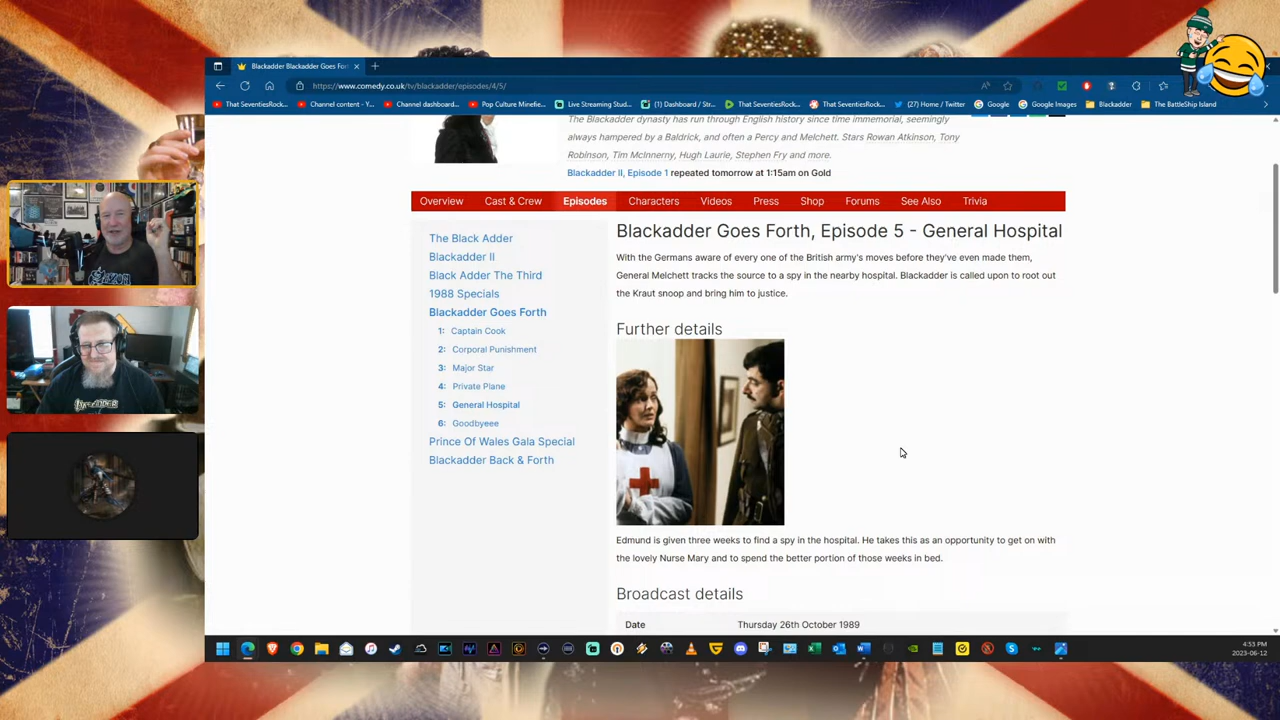 Blackadder Blackadder Goes For
https://www.comedy.co.uk/tv/blackadder/episodes/4/5/
That SeventiesRock... Channel content - Y... Channel dashboard... Pop Culture Minefie... Live Streaming Stud... (1) Dashboard / Str... That SeventiesRock... That SeventiesRock... (27) Home / Twitter Google Google Images Blackadder The BattleShip Island
The Blackadder dynasty has run through English history since time immemorial, seemingly
always hampered by a Baldrick, and often a Percy and Melchett. Stars Rowan Atkinson, Tony
Robinson, Tim McInnerny, Hugh Laurie, Stephen Fry and more.
Blackadder II, Episode 1 repeated tomorrow at 1:15am on Gold
Overview Cast & Crew Episodes Characters Videos Press Shop Forums See Also Trivia
The Black Adder
Blackadder II
Black Adder The Third
1988 Specials
Blackadder Goes Forth
1: Captain Cook
2: Corporal Punishment
3: Major Star
4: Private Plane
5: General Hospital
6: Goodbyeee
Prince Of Wales Gala Special
Blackadder Back & Forth
Blackadder Goes Forth, Episode 5 - General Hospital
With the Germans aware of every one of the British army's moves before they've even made them,
General Melchett tracks the source to a spy in the nearby hospital. Blackadder is called upon to root out
the Kraut snoop and bring him to justice.
Further details
Edmund is given three weeks to find a spy in the hospital. He takes this as an opportunity to get on with
the lovely Nurse Mary and to spend the better portion of those weeks in bed.
Broadcast details
Date Thursday 26th October 1989
4:53 PM
2023-06-12